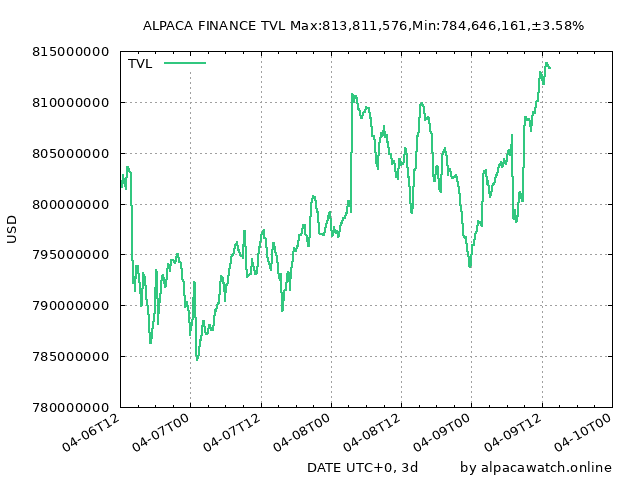 ALPACA FINANCE TVL Max:813,811,576,Min:784,646,161,±3.58%
815000000
TVL
810000000
805000000
800000000
USD
795000000
790000000
785000000
780000000
04-06T12 04-07T00 04-07T12 04-08T00 04-08T12 04-09T00 04-09T12 04-10T00
DATE UTC+0, 3d by alpacawatch.online